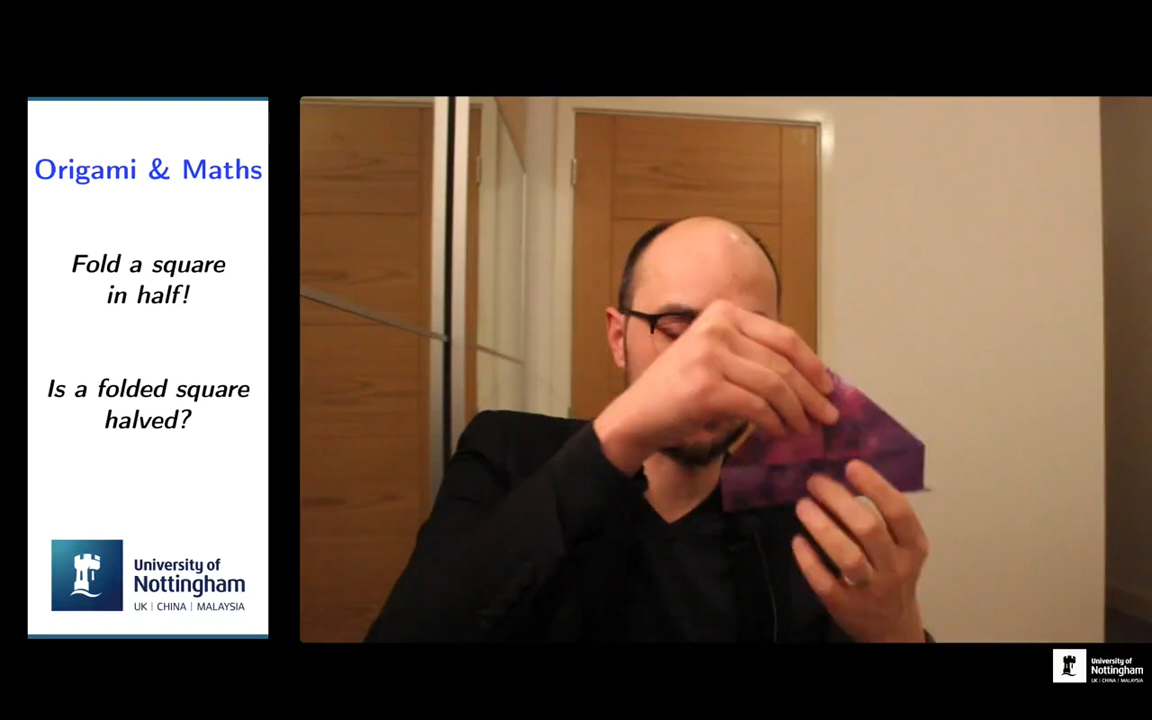 Origami & Maths
Fold a square
in half!
Is a folded square
halved?
University of
Nottingham
UK | CHINA | MALAYSIA
University of
Nottingham
UK | CHINA | MALAYSIA